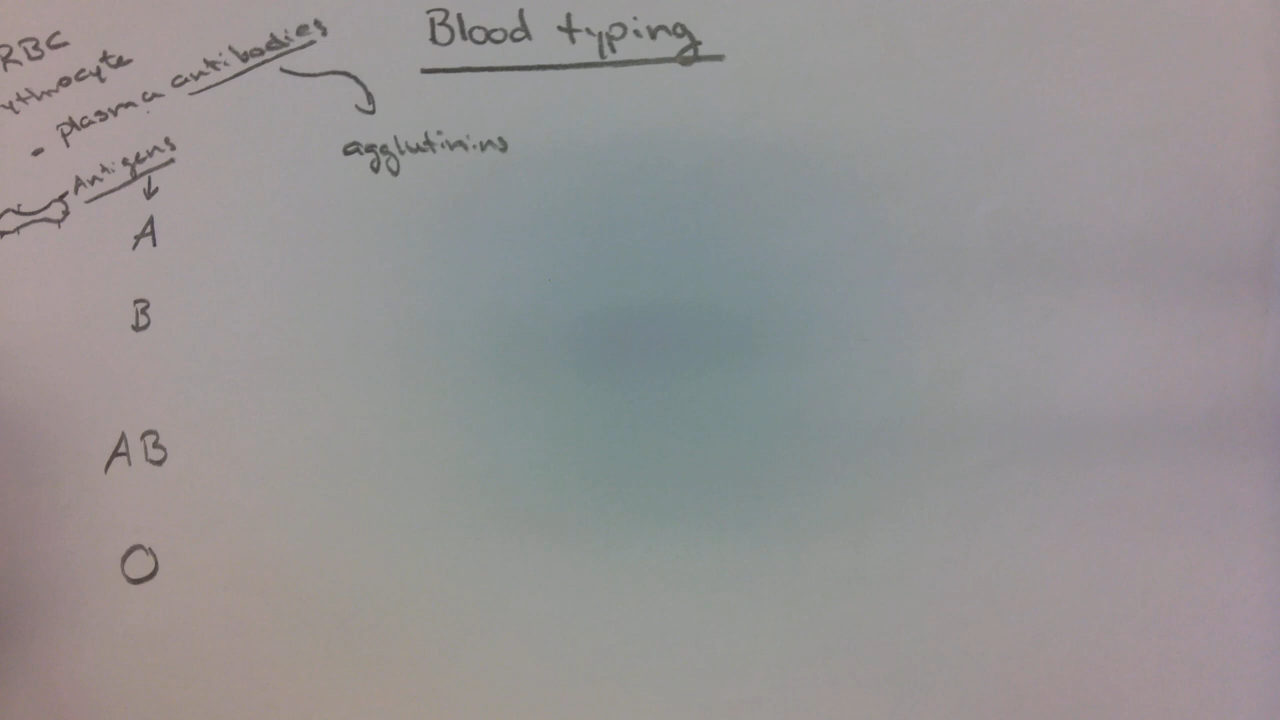 Blood typing
RBC
ythrocyte
- plasma antibodies
agglutinins
Antigens
A
B
AB
O